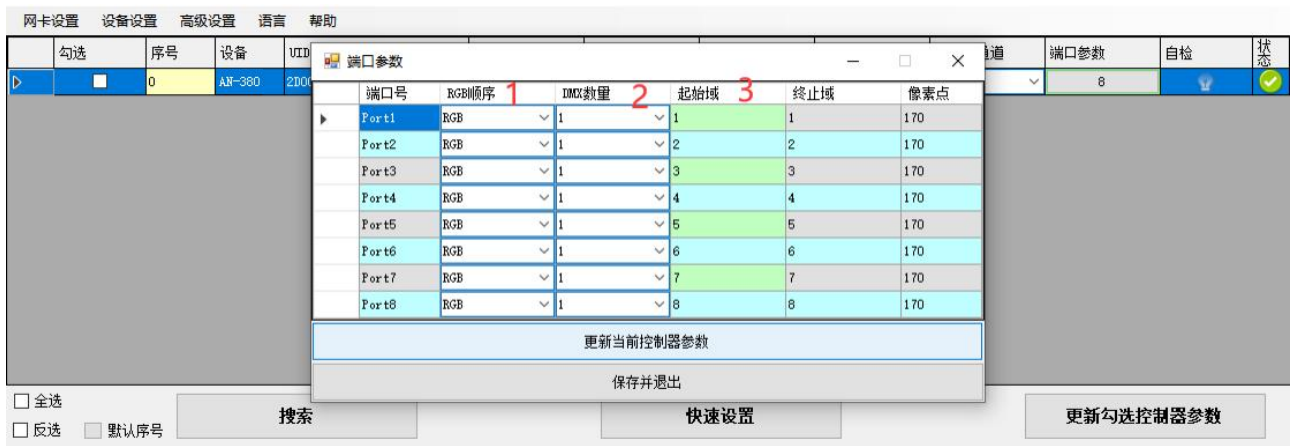 网卡设置 设备设置 高级设置 语言 帮助
勾选 序号 设备 UID 通道 端口参数 自检 状态
0 AN-380 2D00 8
端口参数
端口号 RGB顺序 1 DMX数量 2 起始域 3 终止域 像素点
Port1 RGB 1 1 1 170
Port2 RGB 1 2 2 170
Port3 RGB 1 3 3 170
Port4 RGB 1 4 4 170
Port5 RGB 1 5 5 170
Port6 RGB 1 6 6 170
Port7 RGB 1 7 7 170
Port8 RGB 1 8 8 170
更新当前控制器参数
保存并退出
全选
反选 默认序号 搜索 快速设置 更新勾选控制器参数